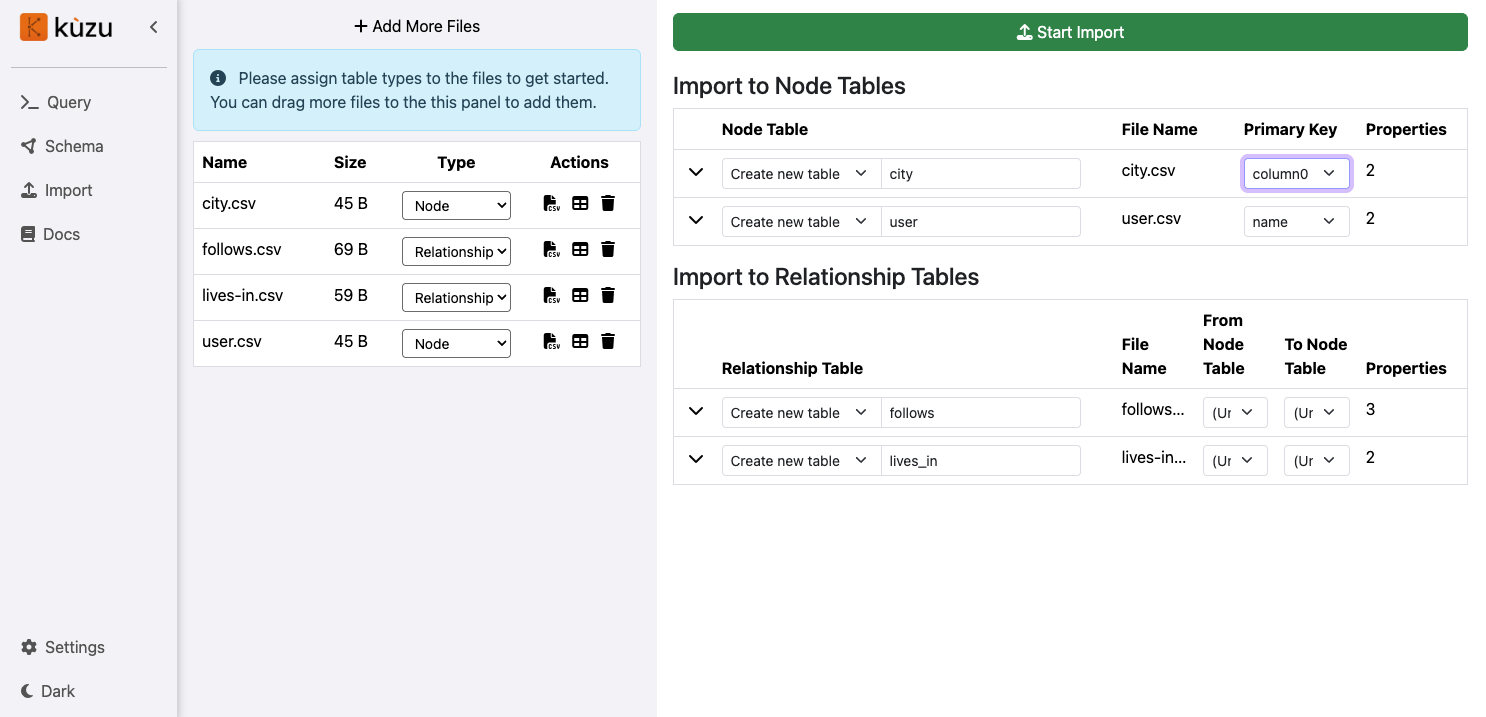 kùzu
Query
Schema
Import
Docs
Settings
Dark
Add More Files
Please assign table types to the files to get started.
You can drag more files to the this panel to add them.
Name Size Type Actions
city.csv 45 B Node CSV
follows.csv 69 B Relationship CSV
lives-in.csv 59 B Relationship CSV
user.csv 45 B Node CSV
Start Import
Import to Node Tables
Node Table File Name Primary Key Properties
Create new table city city.csv column0 2
Create new table user user.csv name 2
Import to Relationship Tables
Relationship Table File Name From Node Table To Node Table Properties
Create new table follows follows... (Ur (Ur 3
Create new table lives_in lives-in... (Ur (Ur 2